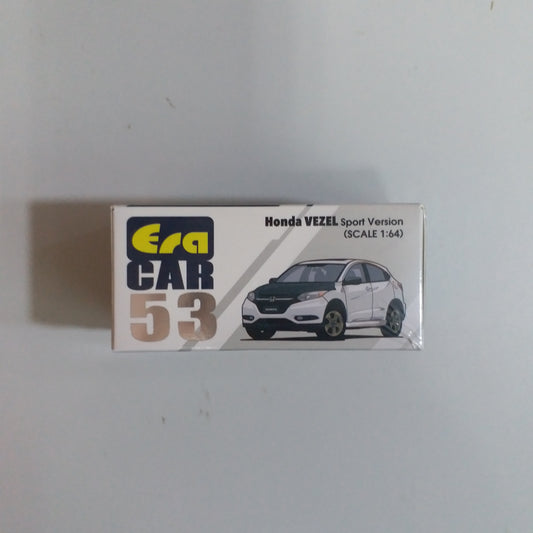 Era
CAR
53
Honda VEZEL Sport Version
(SCALE 1:64)